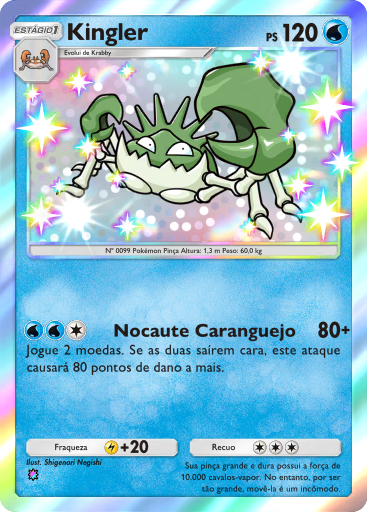 ESTÁGIO 1
Kingler
PS 120
Evolui de Krabby
Nº 0099 Pokémon Pinça Altura: 1,3 m Peso: 60,0 kg
Nocaute Caranguejo 80+
Jogue 2 moedas. Se as duas saírem cara, este ataque
causará 80 pontos de dano a mais.
Fraqueza +20
Recuo
Ilust. Shigenori Negishi
Sua pinça grande e dura possui a força de
10.000 cavalos-vapor. No entanto, por ser
tão grande, movê-la é um incômodo.